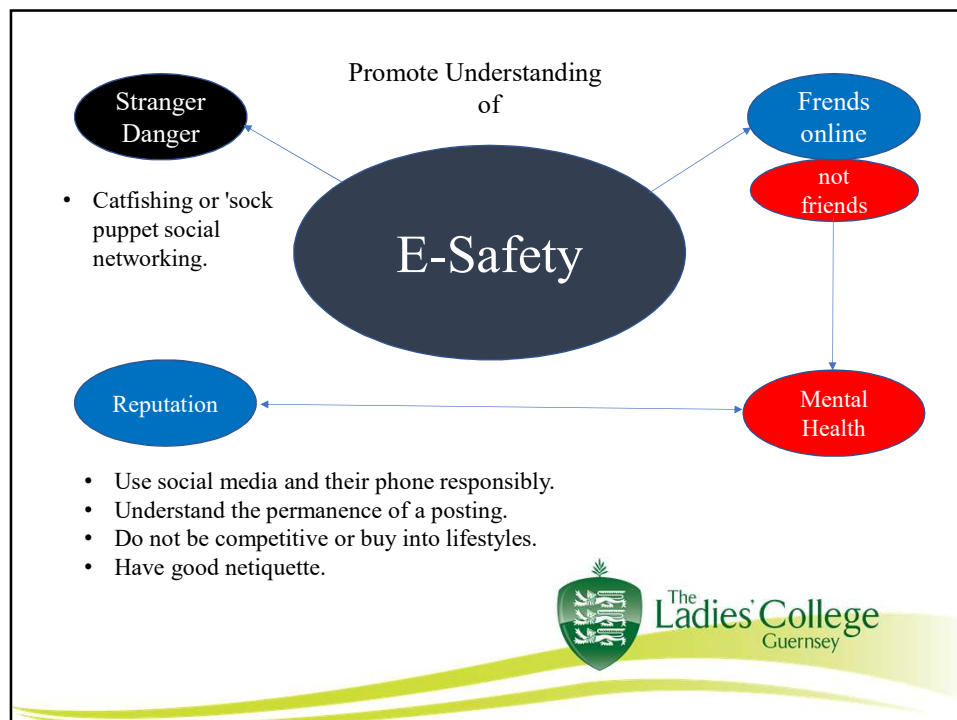 Promote Understanding
of
Stranger
Danger
Frends
online
not
friends
• Catfishing or 'sock
puppet social
networking.
E-Safety
Reputation
Mental
Health
• Use social media and their phone responsibly.
• Understand the permanence of a posting.
• Do not be competitive or buy into lifestyles.
• Have good netiquette.
The
Ladies' College
Guernsey